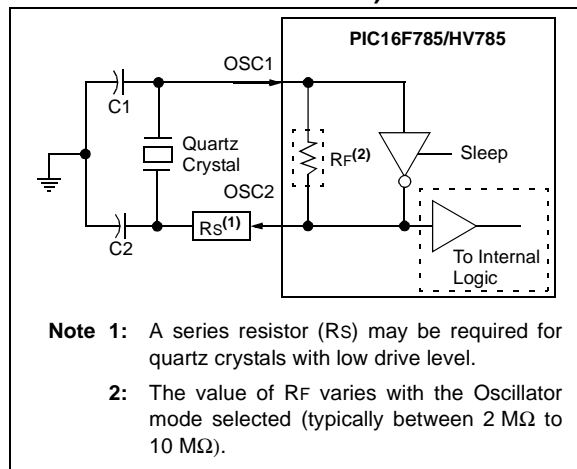 PIC16F785/HV785
OSC1
C1
Quartz
Crystal
RF(2)
Sleep
OSC2
C2
RS(1)
To Internal
Logic
Note 1: A series resistor (RS) may be required for
quartz crystals with low drive level.
2: The value of RF varies with the Oscillator
mode selected (typically between 2 MΩ to
10 MΩ).